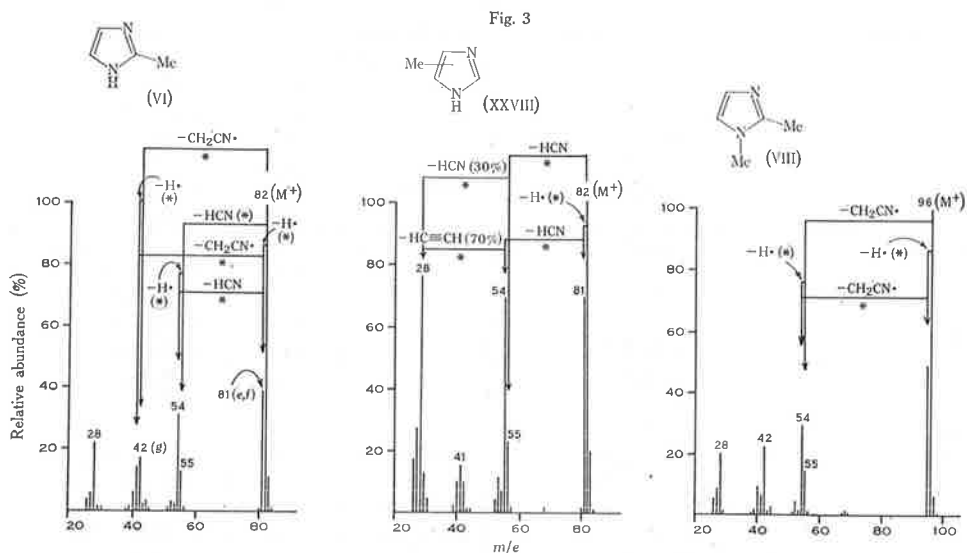 Fig. 3
N
N
H
Me
(VI)
Me
N
N
H
(XXVIII)
N
N
Me
Me
(VIII)
Relative abundance (%)
−CH₂CN•
*
−H•
(*)
82 (M⁺)
−HCN (*)
−H•
(*)
−CH₂CN•
*
−H•
(*)
−HCN
*
81 (e,f)
54
28
42 (g)
55
100
80
60
40
20
20 40 60 80
−HCN
*
−HCN (30%)
*
82 (M⁺)
−H• (*)
−HC≡CH (70%)
*
−HCN
*
28
54
81
41
55
100
80
60
40
20
20 40 60 80
m/e
96 (M⁺)
−CH₂CN•
*
−H• (*)
−H• (*)
−CH₂CN•
*
54
28
42
55
100
80
60
40
20
20 40 60 80 100